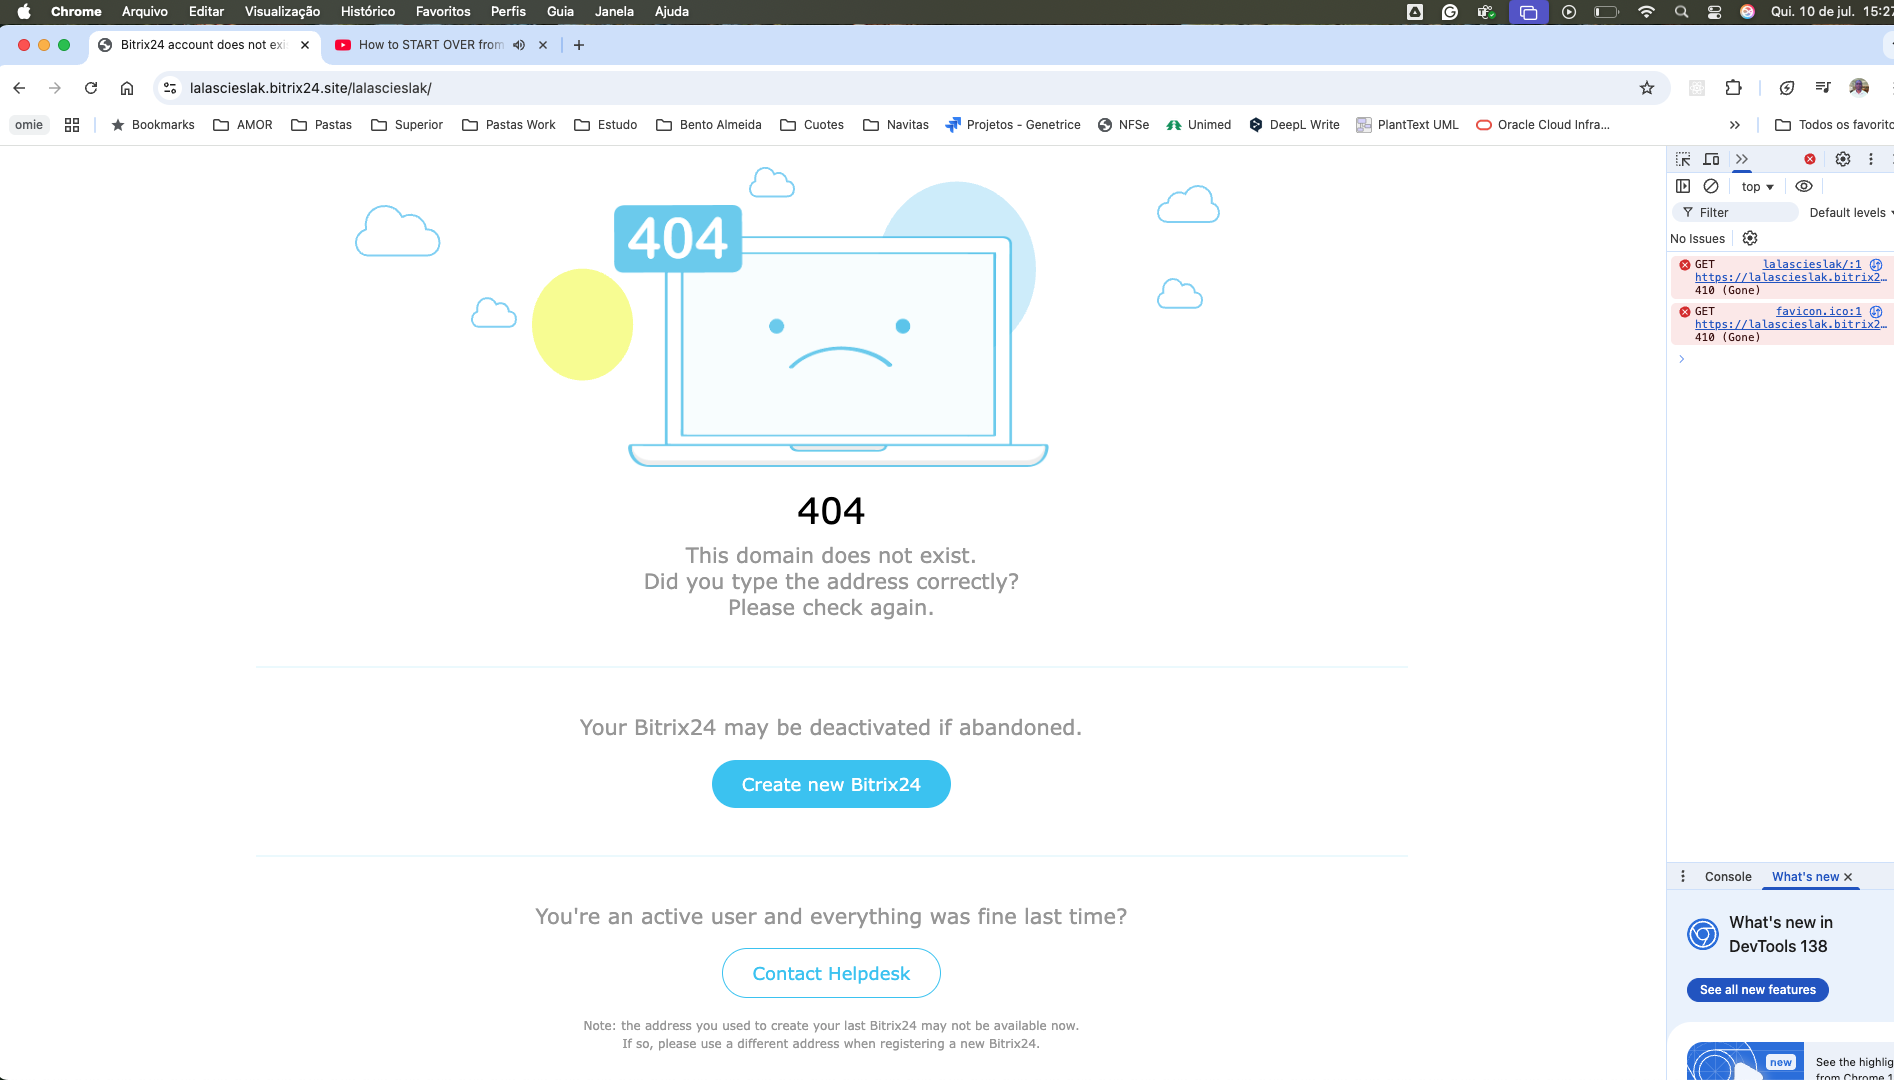 Chrome Arquivo Editar Visualização Histórico Favoritos Perfis Guia Janela Ajuda Qui. 10 de jul. 15:27
Bitrix24 account does not exi
How to START OVER from
lalascieslak.bitrix24.site/lalascieslak/
omie Bookmarks AMOR Pastas Superior Pastas Work Estudo Bento Almeida Cuotes Navitas Projetos - Genetrice NFSe Unimed DeepL Write PlantText UML Oracle Cloud Infra... Todos os favorito
404
404
This domain does not exist.
Did you type the address correctly?
Please check again.
Your Bitrix24 may be deactivated if abandoned.
Create new Bitrix24
You're an active user and everything was fine last time?
Contact Helpdesk
Note: the address you used to create your last Bitrix24 may not be available now.
If so, please use a different address when registering a new Bitrix24.
top
Filter Default levels
No Issues
GET lalascieslak/:1
https://lalascieslak.bitrix2…
410 (Gone)
GET favicon.ico:1
https://lalascieslak.bitrix2…
410 (Gone)
Console What's new
What's new in
DevTools 138
See all new features
new
See the highlig
from Chrome 1